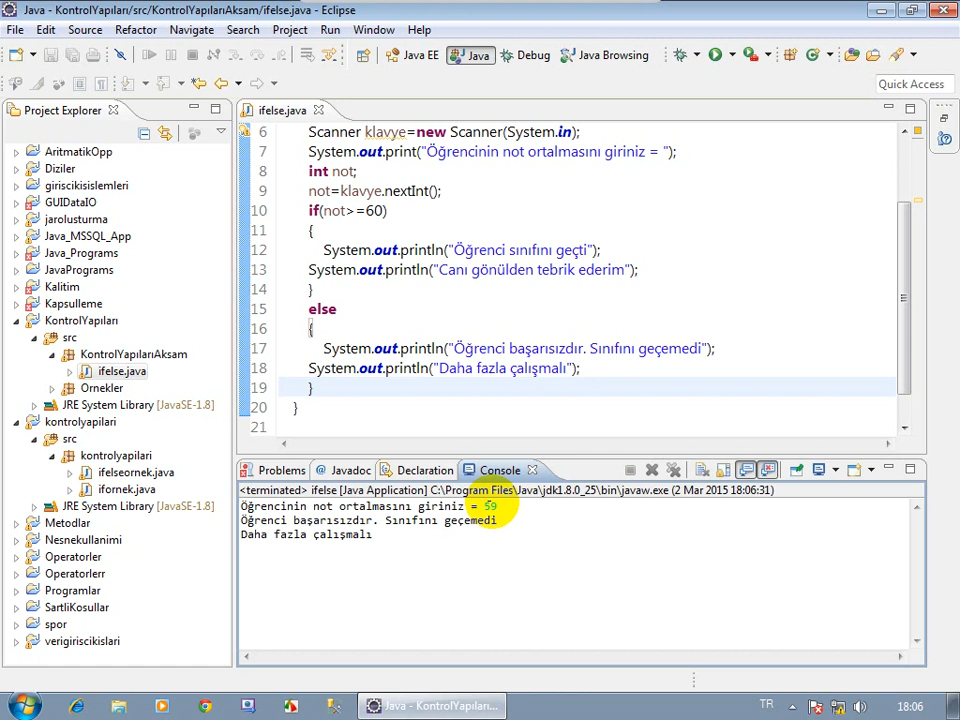 Java - KontrolYapıları/src/KontrolYapılarıAksam/ifelse.java - Eclipse
File Edit Source Refactor Navigate Search Project Run Window Help
Java EE Java Debug Java Browsing
Quick Access
Project Explorer
AritmatikOpp
Diziler
giriscikisislemleri
GUIDataIO
jarolusturma
Java_MSSQL_App
Java_Programs
JavaPrograms
Kalitim
Kapsulleme
KontrolYapıları
src
KontrolYapılarıAksam
ifelse.java
Ornekler
JRE System Library [JavaSE-1.8]
kontrolyapilari
src
kontrolyapilari
ifelseornek.java
ifornek.java
JRE System Library [JavaSE-1.8]
Metodlar
Nesnekullanimi
Operatorler
Operatorlerr
Programlar
SartliKosullar
spor
verigiriscikislari
ifelse.java
6 Scanner klavye=new Scanner(System.in);
7 System.out.print("Öğrencinin not ortalmasını giriniz = ");
8 int not;
9 not=klavye.nextInt();
10 if(not>=60)
11 {
12 System.out.println("Öğrenci sınıfını geçti");
13 System.out.println("Canı gönülden tebrik ederim");
14 }
15 else
16 {
17 System.out.println("Öğrenci başarısızdır. Sınıfını geçemedi");
18 System.out.println("Daha fazla çalışmalı");
19 }
20 }
21
Problems Javadoc Declaration Console
<terminated> ifelse [Java Application] C:\Program Files\Java\jdk1.8.0_25\bin\javaw.exe (2 Mar 2015 18:06:31)
Öğrencinin not ortalmasını giriniz = 59
Öğrenci başarısızdır. Sınıfını geçemedi
Daha fazla çalışmalı
Java - KontrolYapıları...
TR
18:06